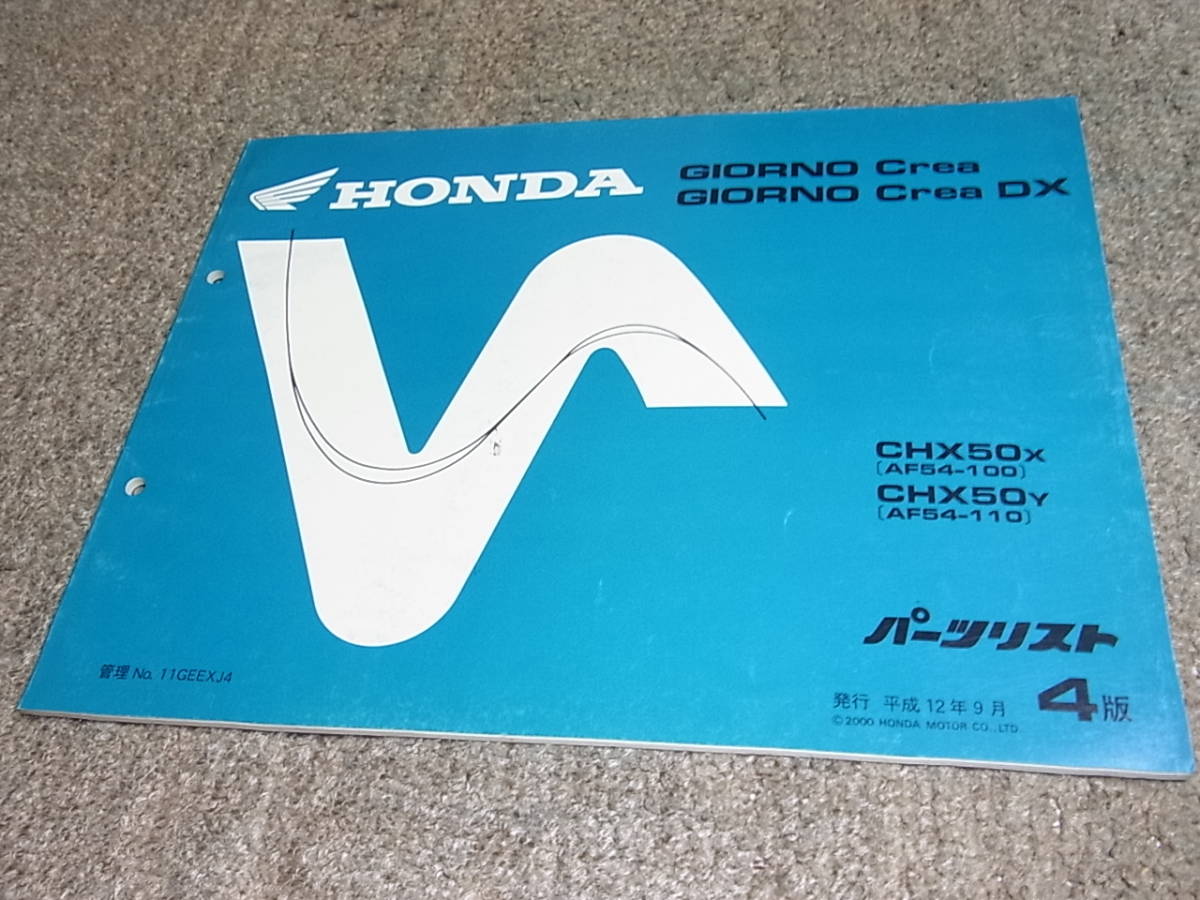 HONDA
GIORNO Crea
GIORNO Crea DX
CHX50X
(AF54-100)
CHX50Y
(AF54-110)
パーツリスト
管理 No. 11GEEXJ4
発行 平成12年9月 4版
©2000 HONDA MOTOR CO.,LTD.